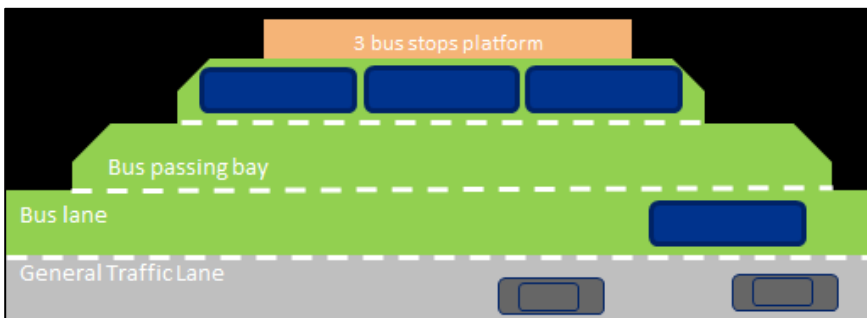 3 bus stops platform
Bus passing bay
Bus lane
General Traffic Lane